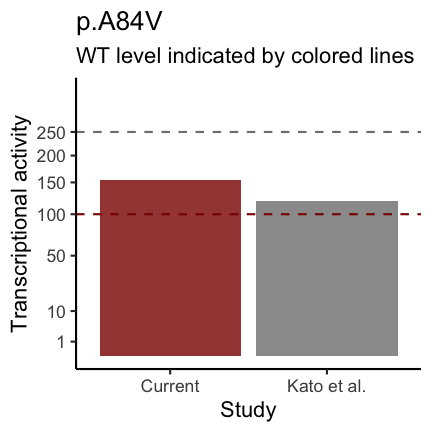 p.A84V
WT level indicated by colored lines
Transcriptional activity
250
200
150
100
50
10
1
Current
Kato et al.
Study